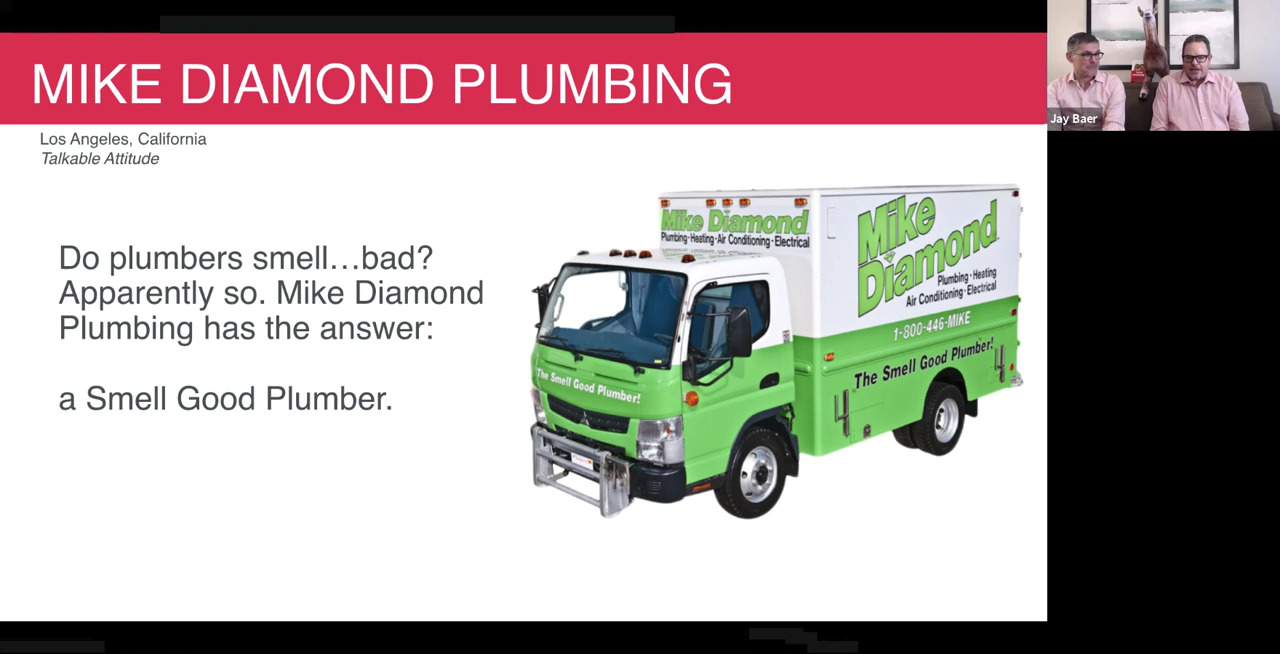 MIKE DIAMOND PLUMBING
Los Angeles, California
Talkable Attitude
Do plumbers smell…bad?
Apparently so. Mike Diamond
Plumbing has the answer:
a Smell Good Plumber.
Mike Diamond
Plumbing·Heating·Air Conditioning·Electrical
Mike
Diamond
Plumbing·Heating
Air Conditioning·Electrical
1-800-446-MIKE
The Smell Good Plumber!
The Smell Good Plumber!
Jay Baer